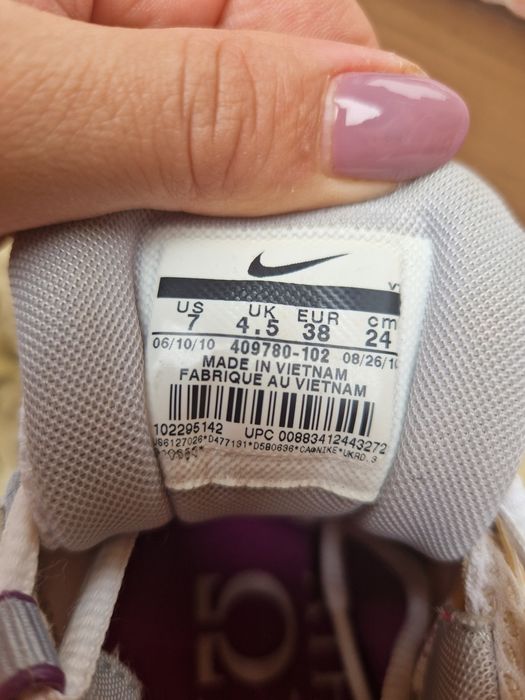 US UK EUR cm
7 4.5 38 24
06/10/10 409780-102 08/26/10
MADE IN VIETNAM
FABRIQUE AU VIETNAM
102295142 UPC 00883412443272